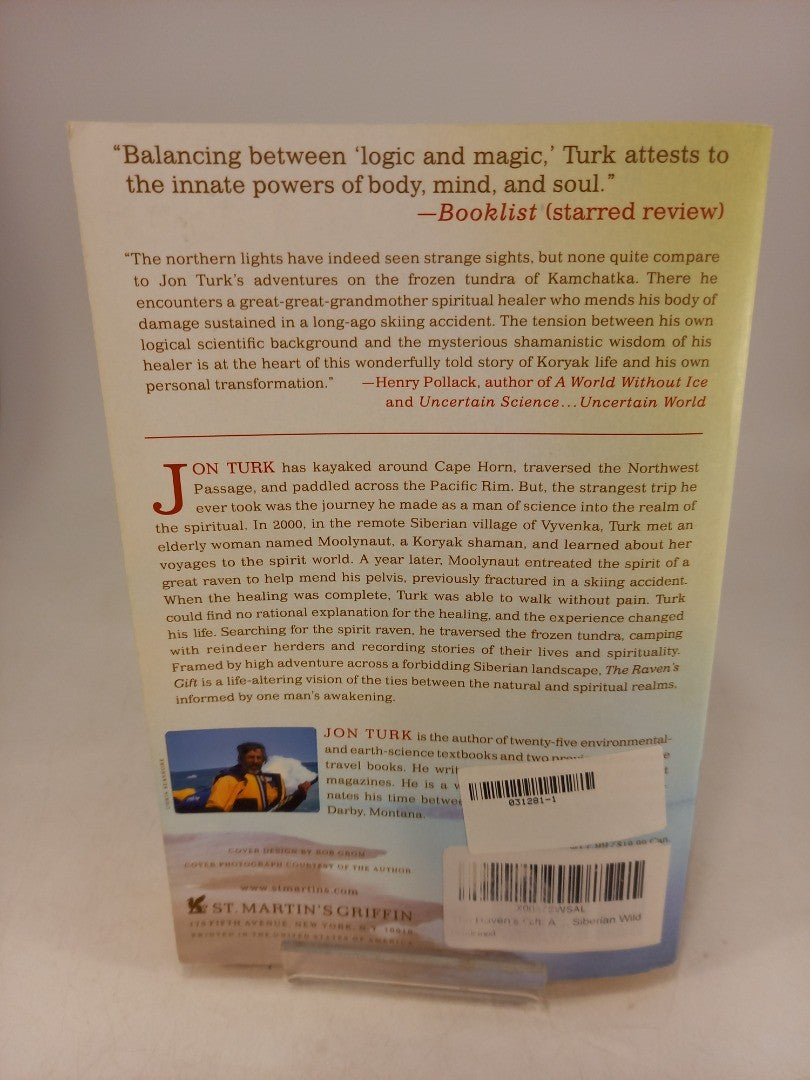 “Balancing between ‘logic and magic,’ Turk attests to
the innate powers of body, mind, and soul.”
—Booklist (starred review)
“The northern lights have indeed seen strange sights, but none quite compare
to Jon Turk’s adventures on the frozen tundra of Kamchatka. There he
encounters a great-great-grandmother spiritual healer who mends his body of
damage sustained in a long-ago skiing accident. The tension between his own
logical scientific background and the mysterious shamanistic wisdom of his
healer is at the heart of this wonderfully told story of Koryak life and his own
personal transformation.” —Henry Pollack, author of A World Without Ice
and Uncertain Science...Uncertain World
JON TURK has kayaked around Cape Horn, traversed the Northwest
Passage, and paddled across the Pacific Rim. But, the strangest trip he
ever took was the journey he made as a man of science into the realm of
the spiritual. In 2000, in the remote Siberian village of Vyvenka, Turk met an
elderly woman named Moolynaut, a Koryak shaman, and learned about her
voyages to the spirit world. A year later, Moolynaut entreated the spirit of a
great raven to help mend his pelvis, previously fractured in a skiing accident.
When the healing was complete, Turk was able to walk without pain. Turk
could find no rational explanation for the healing, and the experience changed
his life. Searching for the spirit raven, he traversed the frozen tundra, camping
with reindeer herders and recording stories of their lives and spirituality.
Framed by high adventure across a forbidding Siberian landscape, The Raven’s
Gift is a life-altering vision of the ties between the natural and spiritual realms,
informed by one man’s awakening.
JON TURK is the author of twenty-five environmental-
and earth-science textbooks and two
travel books. He
magazines. He is a
nates his time
Darby, Montana.
031281-1
COVER DESIGN BY ROB GROM
COVER PHOTOGRAPH COURTESY OF THE AUTHOR
www.stmartins.com
ST. MARTIN’S GRIFFIN
175 FIFTH AVENUE, NEW YORK, N.Y. 10010
PRINTED IN THE UNITED STATES OF AMERICA
/$19.00 Can.
Raven's Gift: A ... Siberian Wild